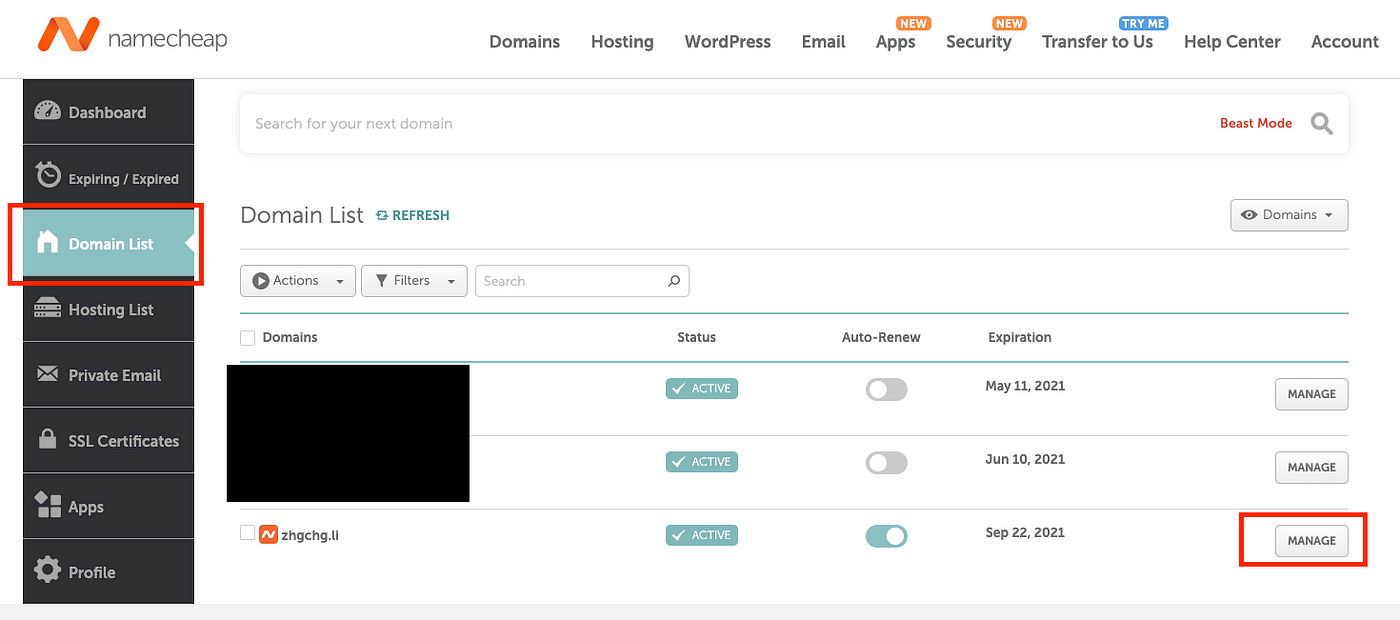 NEW NEW TRY ME
namecheap Domains Hosting WordPress Email Apps Security Transfer to Us Help Center Account
Dashboard
Expiring / Expired
Domain List
Hosting List
Private Email
SSL Certificates
Apps
Profile
Search for your next domain Beast Mode
Domain List REFRESH Domains
Actions Filters Search
Domains Status Auto-Renew Expiration
ACTIVE May 11, 2021 MANAGE
ACTIVE Jun 10, 2021 MANAGE
zhgchg.li ACTIVE Sep 22, 2021 MANAGE